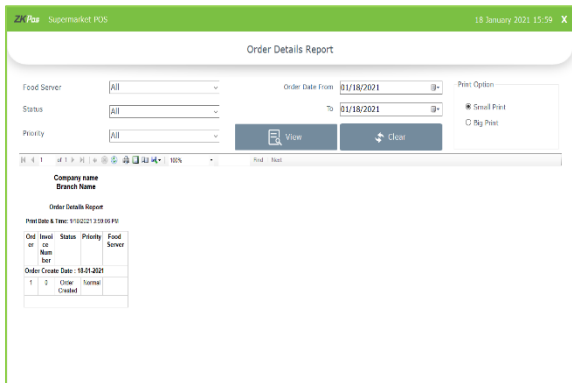 ZKPos Supermarket POS 18 January 2021 15:59 X
Order Details Report
Food Server All Order Date From 01/18/2021 Print Option
Status All To 01/18/2021 Small Print
Priority All View Clear Big Print
1 of 1 100% Find Next
Company name
Branch Name
Order Details Report
Print Date & Time: 1/18/2021 3:59:06 PM
Ord Invoi Status Priority Food
er ce Server
Num
ber
Order Create Date : 18-01-2021
1 0 Order Normal
Created